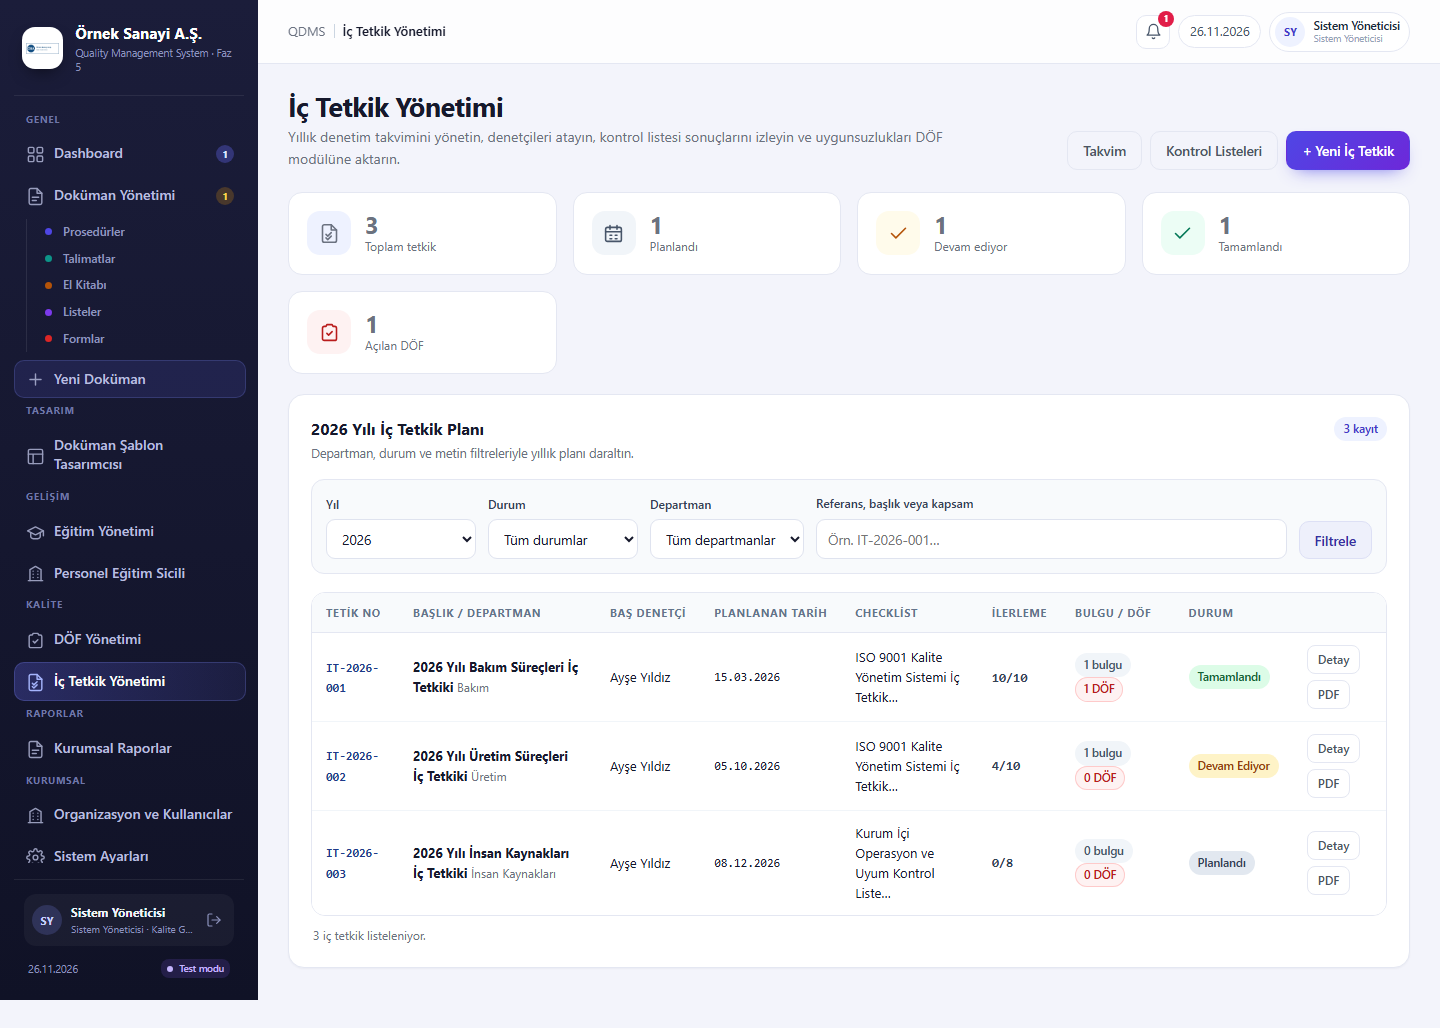 Örnek Sanayi A.Ş.
Quality Management System · Faz
5
GENEL
Dashboard 1
Doküman Yönetimi 1
Prosedürler
Talimatlar
El Kitabı
Listeler
Formlar
Yeni Doküman
TASARIM
Doküman Şablon
Tasarımcısı
GELİŞİM
Eğitim Yönetimi
Personel Eğitim Sicili
KALİTE
DÖF Yönetimi
İç Tetkik Yönetimi
RAPORLAR
Kurumsal Raporlar
KURUMSAL
Organizasyon ve Kullanıcılar
Sistem Ayarları
SY
Sistem Yöneticisi
Sistem Yöneticisi · Kalite G...
26.11.2026
Test modu
QDMS İç Tetkik Yönetimi
1
26.11.2026
SY
Sistem Yöneticisi
Sistem Yöneticisi
İç Tetkik Yönetimi
Yıllık denetim takvimini yönetin, denetçileri atayın, kontrol listesi sonuçlarını izleyin ve uygunsuzlukları DÖF
modülüne aktarın.
Takvim
Kontrol Listeleri
+ Yeni İç Tetkik
3
Toplam tetkik
1
Planlandı
1
Devam ediyor
1
Tamamlandı
1
Açılan DÖF
2026 Yılı İç Tetkik Planı
3 kayıt
Departman, durum ve metin filtreleriyle yıllık planı daraltın.
Yıl
Durum
Departman
Referans, başlık veya kapsam
2026
Tüm durumlar
Tüm departmanlar
Örn. IT-2026-001...
Filtrele
TETİK NO
BAŞLIK / DEPARTMAN
BAŞ DENETÇİ
PLANLANAN TARİH
CHECKLİST
İLERLEME
BULGU / DÖF
DURUM
IT-2026-
001
2026 Yılı Bakım Süreçleri İç
Tetkiki Bakım
Ayşe Yıldız
15.03.2026
ISO 9001 Kalite
Yönetim Sistemi İç
Tetkik...
10/10
1 bulgu
1 DÖF
Tamamlandı
Detay
PDF
IT-2026-
002
2026 Yılı Üretim Süreçleri
İç Tetkiki Üretim
Ayşe Yıldız
05.10.2026
ISO 9001 Kalite
Yönetim Sistemi İç
Tetkik...
4/10
1 bulgu
0 DÖF
Devam Ediyor
Detay
PDF
IT-2026-
003
2026 Yılı İnsan Kaynakları
İç Tetkiki İnsan Kaynakları
Ayşe Yıldız
08.12.2026
Kurum İçi
Operasyon ve
Uyum Kontrol
Liste...
0/8
0 bulgu
0 DÖF
Planlandı
Detay
PDF
3 iç tetkik listeleniyor.